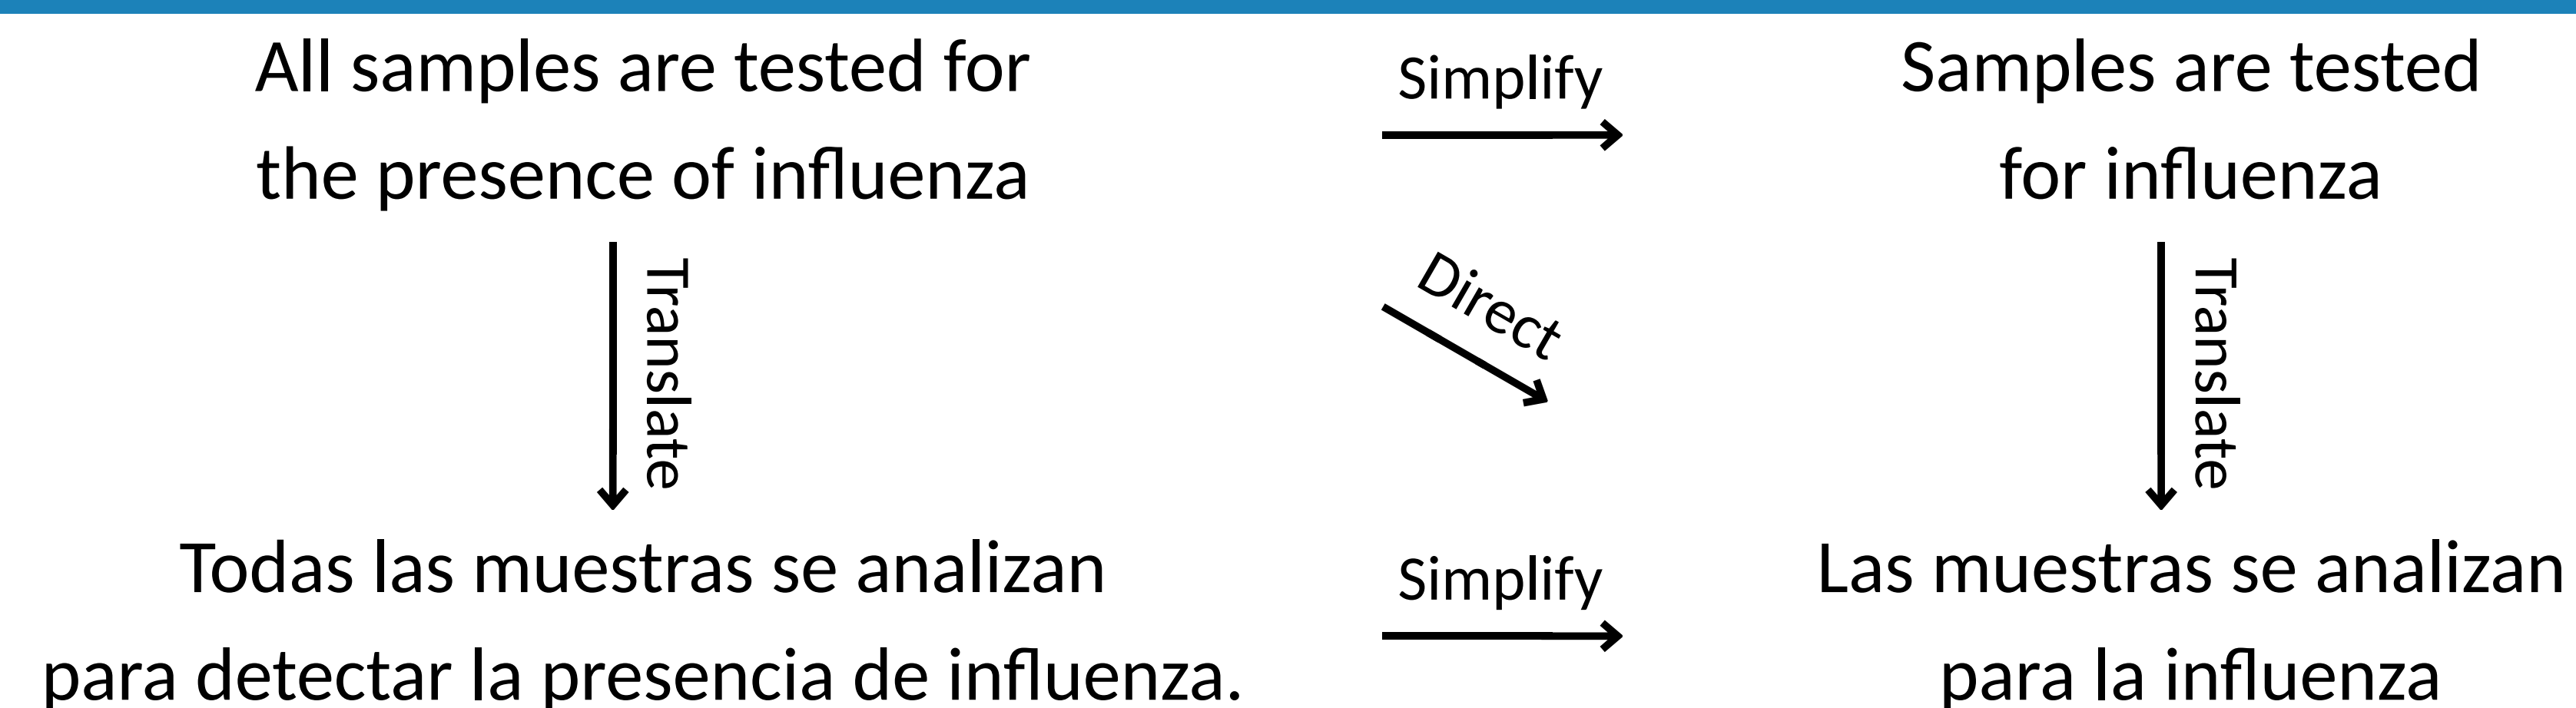 All samples are tested for
the presence of influenza
Simplify
Samples are tested
for influenza
Translate
Direct
Translate
Todas las muestras se analizan
para detectar la presencia de influenza.
Simplify
Las muestras se analizan
para la influenza